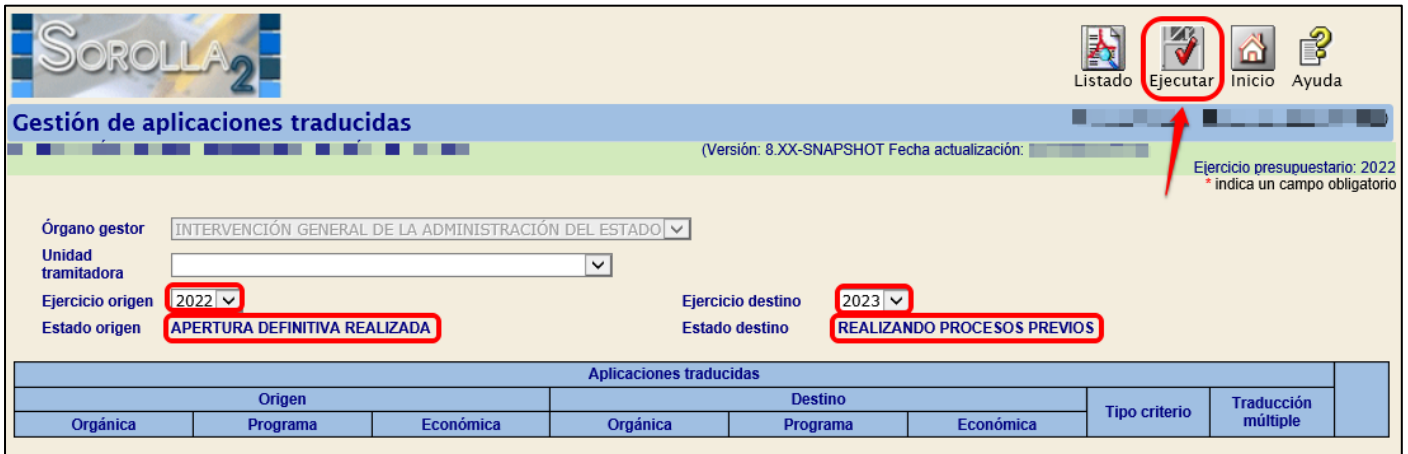 SOROLLA2
Listado Ejecutar Inicio Ayuda
Gestión de aplicaciones traducidas
(Versión: 8.XX-SNAPSHOT Fecha actualización:
Ejercicio presupuestario: 2022
* indica un campo obligatorio
Órgano gestor INTERVENCIÓN GENERAL DE LA ADMINISTRACIÓN DEL ESTADO
Unidad
tramitadora
Ejercicio origen 2022 Ejercicio destino 2023
Estado origen APERTURA DEFINITIVA REALIZADA Estado destino REALIZANDO PROCESOS PREVIOS
Aplicaciones traducidas
Origen Destino Tipo criterio Traducción
múltiple
Orgánica Programa Económica Orgánica Programa Económica